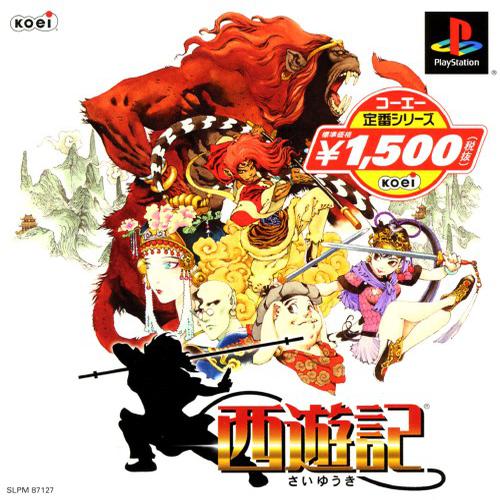 KOEI
PlayStation
®
コーエー
定番シリーズ
標準価格
¥1,500(税抜)
KOEI
西遊記®
さいゆうき
SLPM 87127